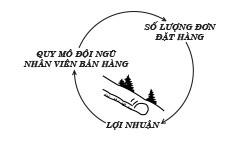 SỐ LƯỢNG ĐƠN
ĐẶT HÀNG
QUY MÔ ĐỘI NGŨ
NHÂN VIÊN BÁN HÀNG
LỢI NHUẬN